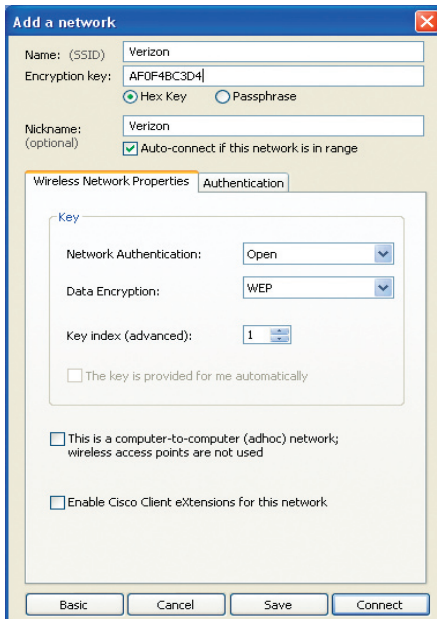 Add a network
Name: (SSID) Verizon
Encryption key: AF0F4BC3D4
Hex Key Passphrase
Nickname: Verizon
(optional) Auto-connect if this network is in range
Wireless Network Properties Authentication
Key
Network Authentication: Open
Data Encryption: WEP
Key index (advanced): 1
The key is provided for me automatically
This is a computer-to-computer (adhoc) network;
wireless access points are not used
Enable Cisco Client eXtensions for this network
Basic Cancel Save Connect